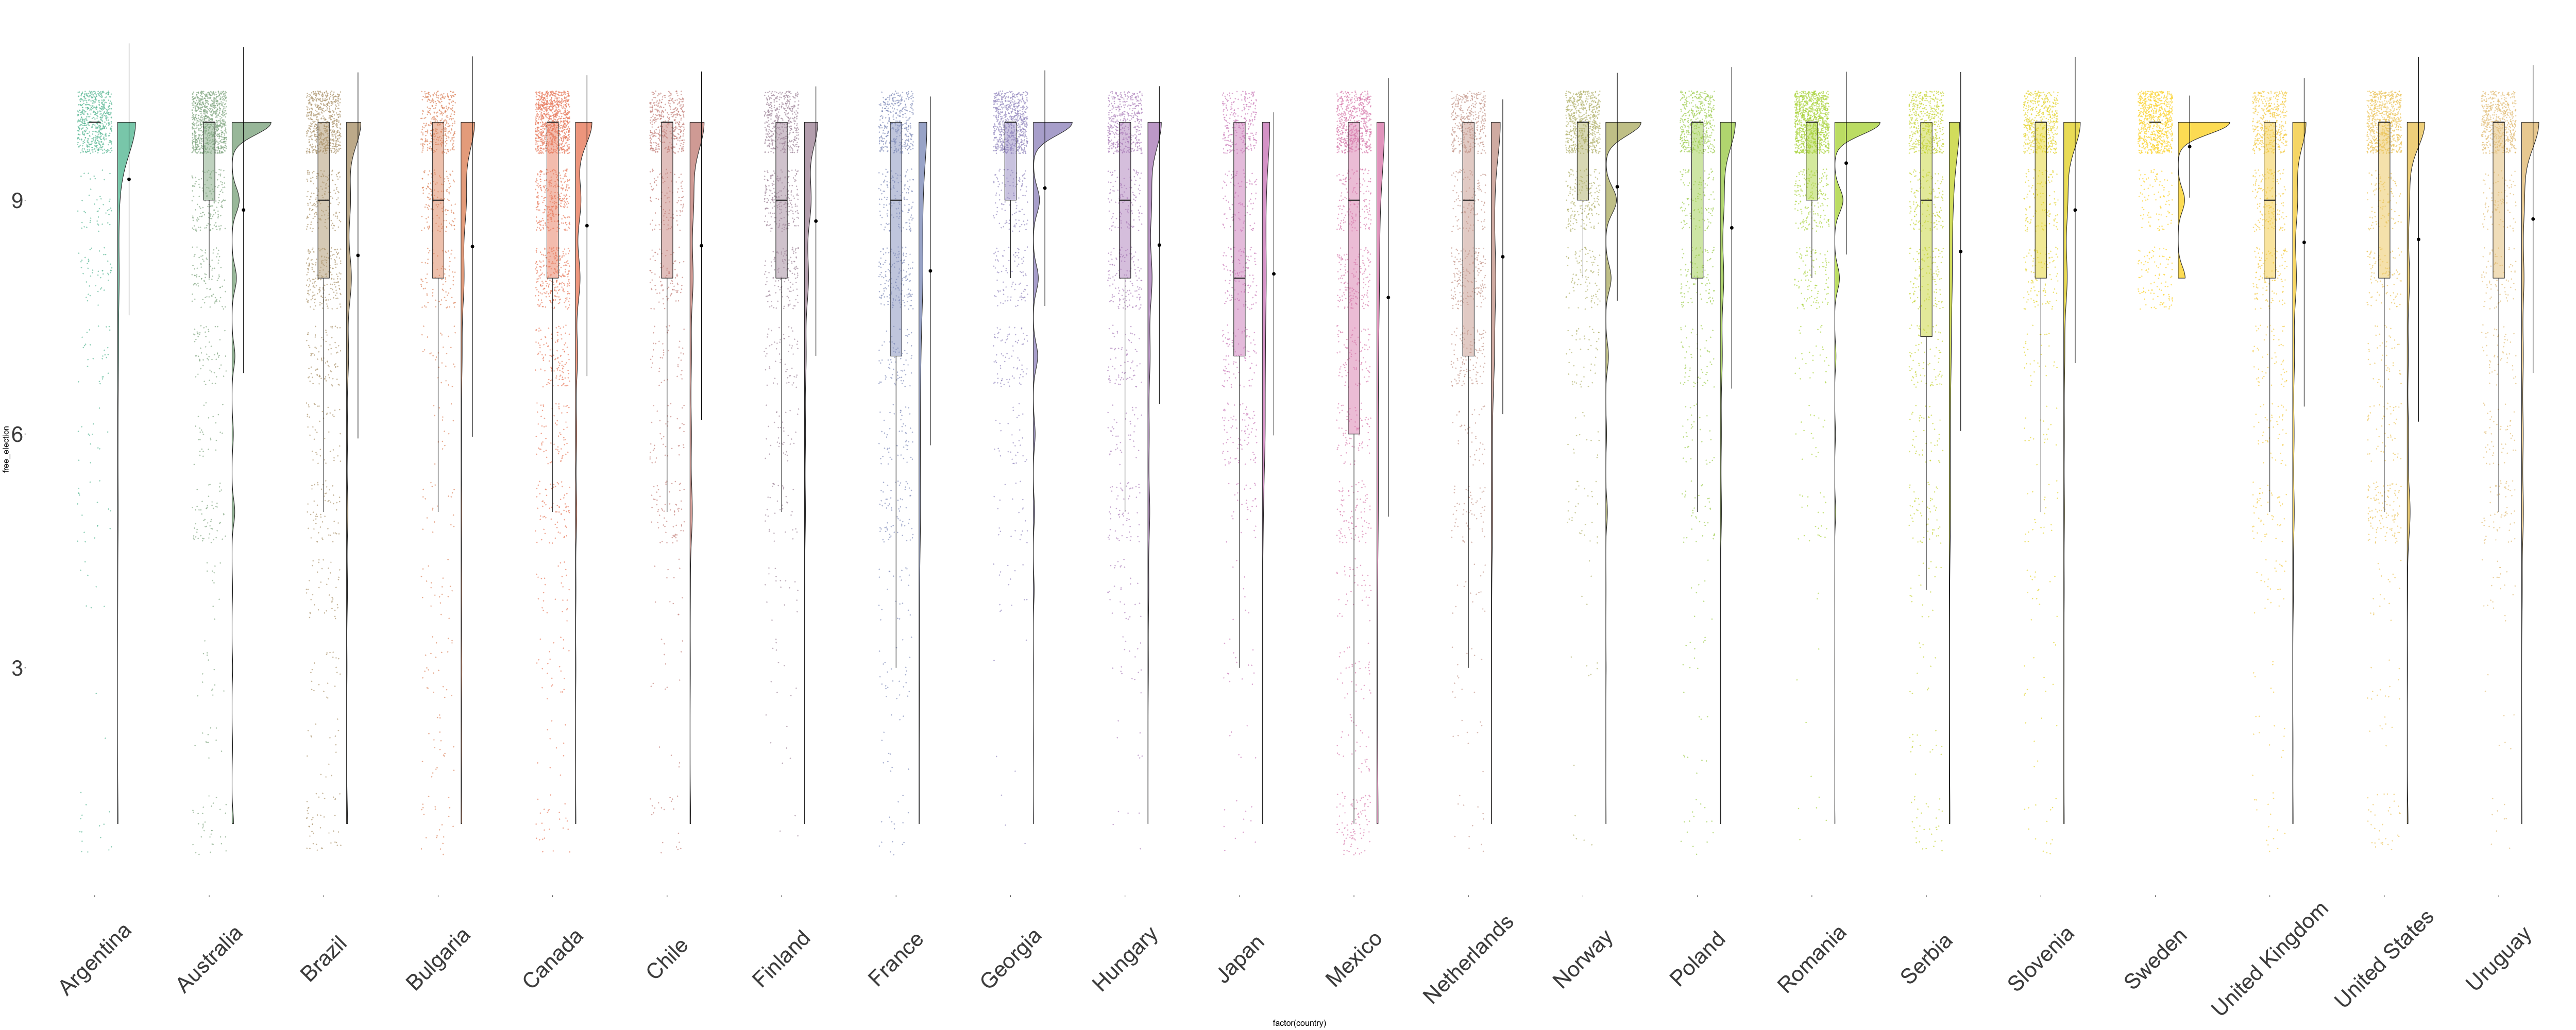 9
6
3
free_election
Argentina
Australia
Brazil
Bulgaria
Canada
Chile
Finland
France
Georgia
Hungary
Japan
Mexico
Netherlands
Norway
Poland
Romania
Serbia
Slovenia
Sweden
United Kingdom
United States
Uruguay
factor(country)